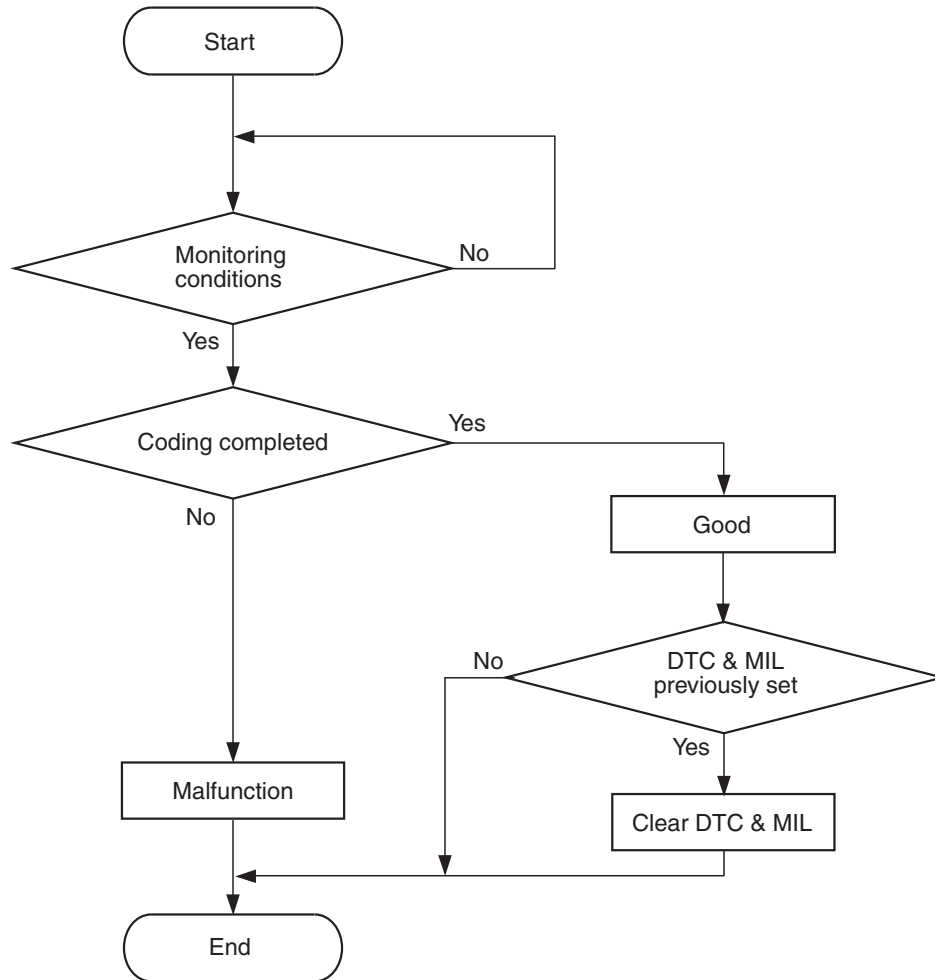 Start
Monitoring
conditions
No
Yes
Coding completed
Yes
No
Good
DTC & MIL
previously set
No
Yes
Malfunction
Clear DTC & MIL
End